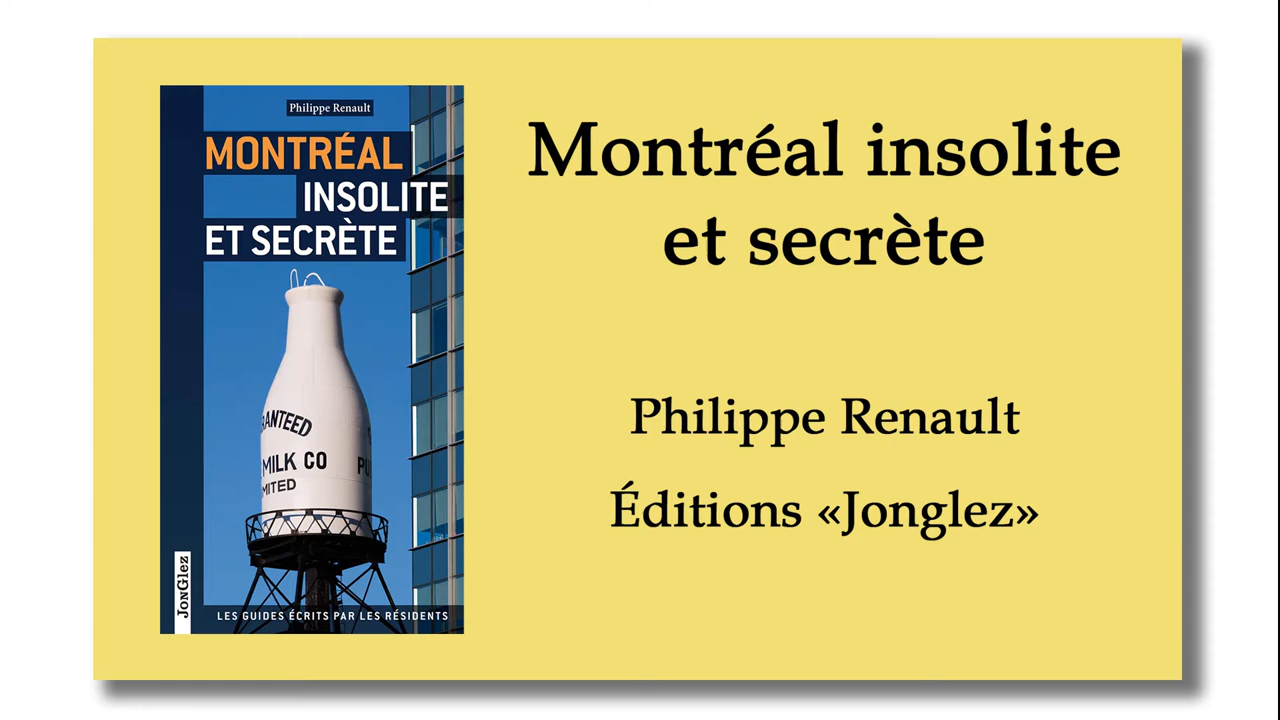 Philippe Renault
MONTRÉAL
INSOLITE
ET SECRÈTE
RANTEED
MILK CO
MITED
PU
JONGLEZ
LES GUIDES ÉCRITS PAR LES RÉSIDENTS
Montréal insolite
et secrète
Philippe Renault
Éditions «Jonglez»